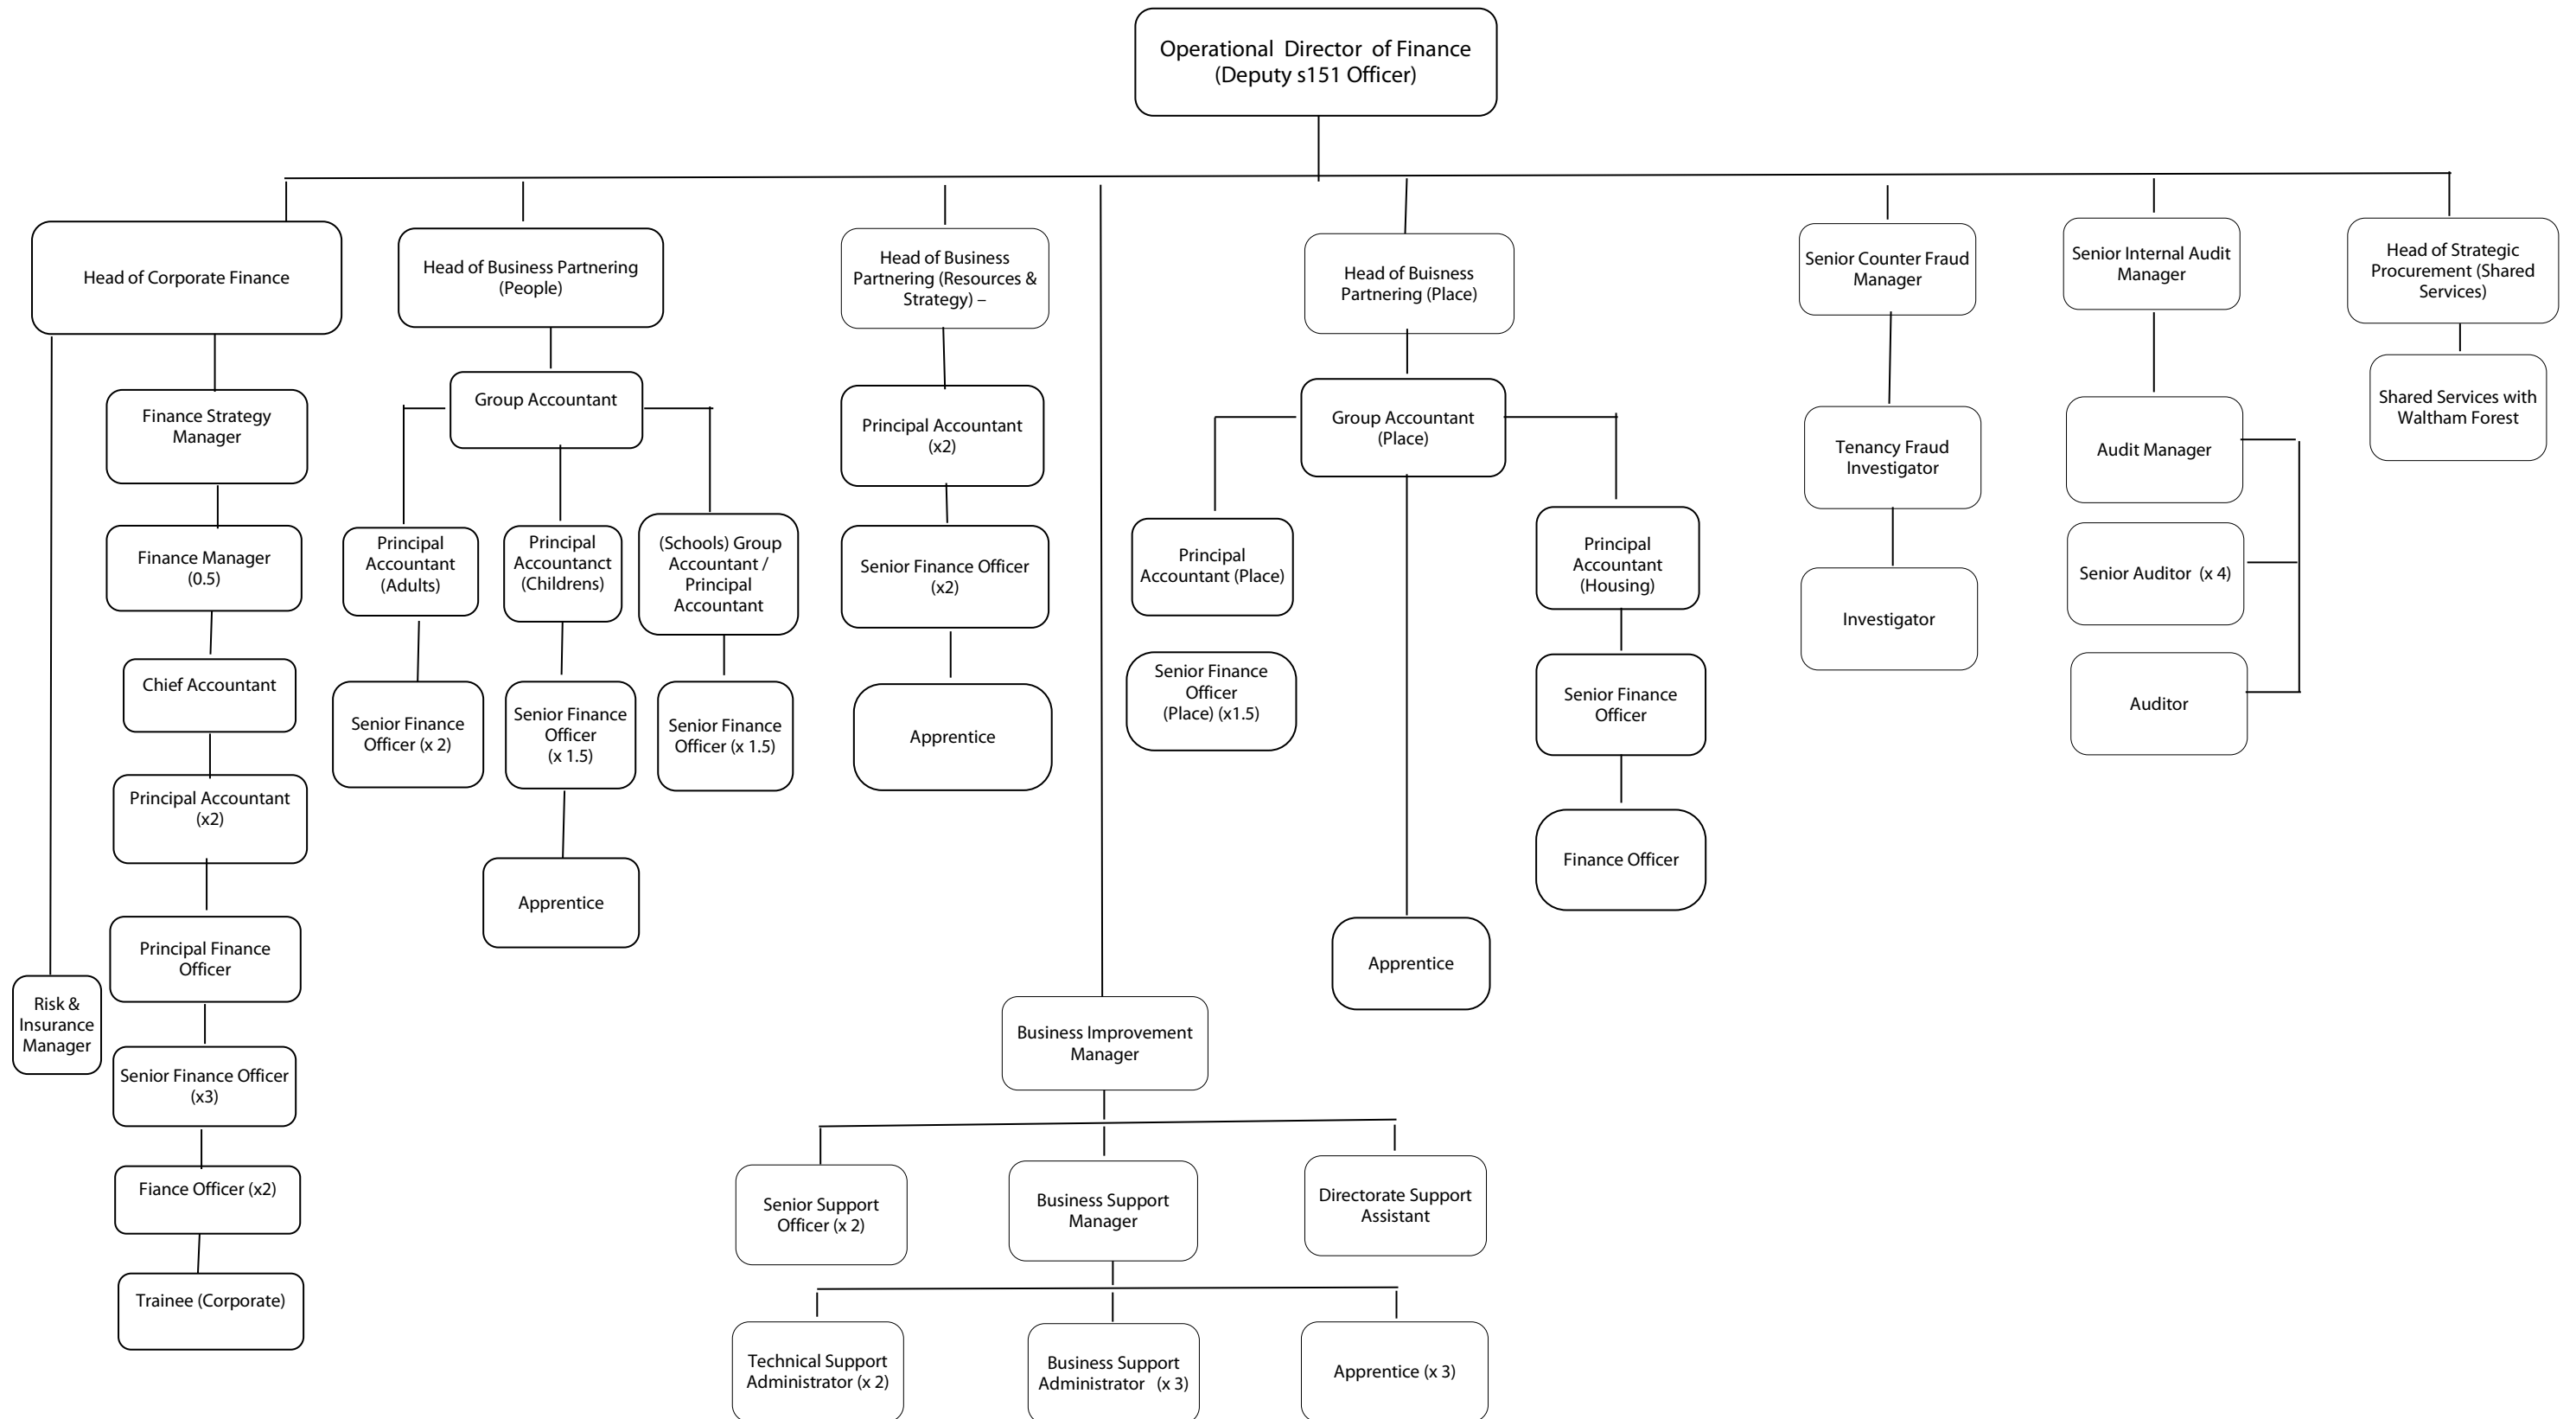 Operational Director of Finance
(Deputy s151 Officer)
Head of Corporate Finance
Head of Business Partnering
(People)
Head of Business
Partnering (Resources &
Strategy) –
Head of Buisness
Partnering (Place)
Senior Counter Fraud
Manager
Senior Internal Audit
Manager
Head of Strategic
Procurement (Shared
Services)
Finance Strategy
Manager
Group Accountant
Principal Accountant
(x2)
Group Accountant
(Place)
Tenancy Fraud
Investigator
Audit Manager
Shared Services with
Waltham Forest
Finance Manager
(0.5)
Principal
Accountant
(Adults)
Principal
Accountanct
(Childrens)
(Schools) Group
Accountant /
Principal
Accountant
Senior Finance Officer
(x2)
Principal
Accountant (Place)
Principal
Accountant
(Housing)
Investigator
Senior Auditor (x 4)
Chief Accountant
Senior Finance
Officer (x 2)
Senior Finance
Officer
(x 1.5)
Senior Finance
Officer (x 1.5)
Apprentice
Senior Finance
Officer
(Place) (x1.5)
Senior Finance
Officer
Auditor
Principal Accountant
(x2)
Apprentice
Finance Officer
Principal Finance
Officer
Apprentice
Risk &
Insurance
Manager
Business Improvement
Manager
Senior Finance Officer
(x3)
Fiance Officer (x2)
Senior Support
Officer (x 2)
Business Support
Manager
Directorate Support
Assistant
Trainee (Corporate)
Technical Support
Administrator (x 2)
Business Support
Administrator (x 3)
Apprentice (x 3)